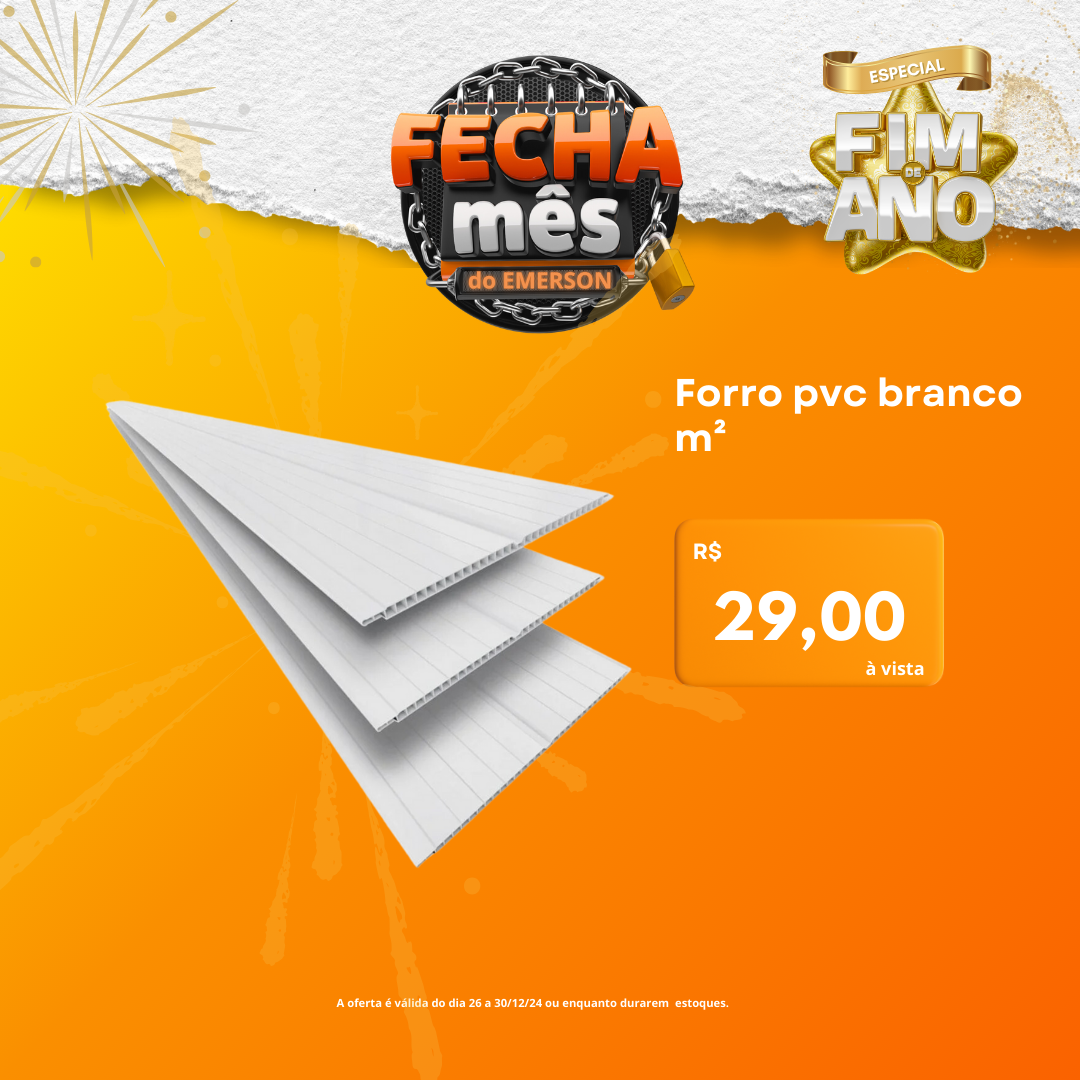 ESPECIAL
FIM
DE
ANO
FECHA
mês
do EMERSON
Forro pvc branco
m²
R$
29,00
à vista
A oferta é válida do dia 26 a 30/12/24 ou enquanto durarem estoques.